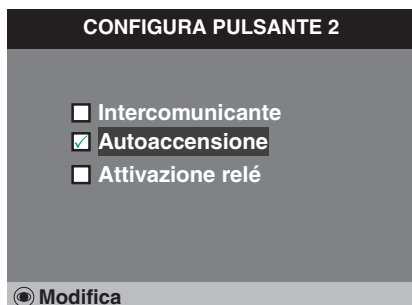 CONFIGURA PULSANTE 2
Intercomunicante
Autoaccensione
Attivazione relé
Modifica